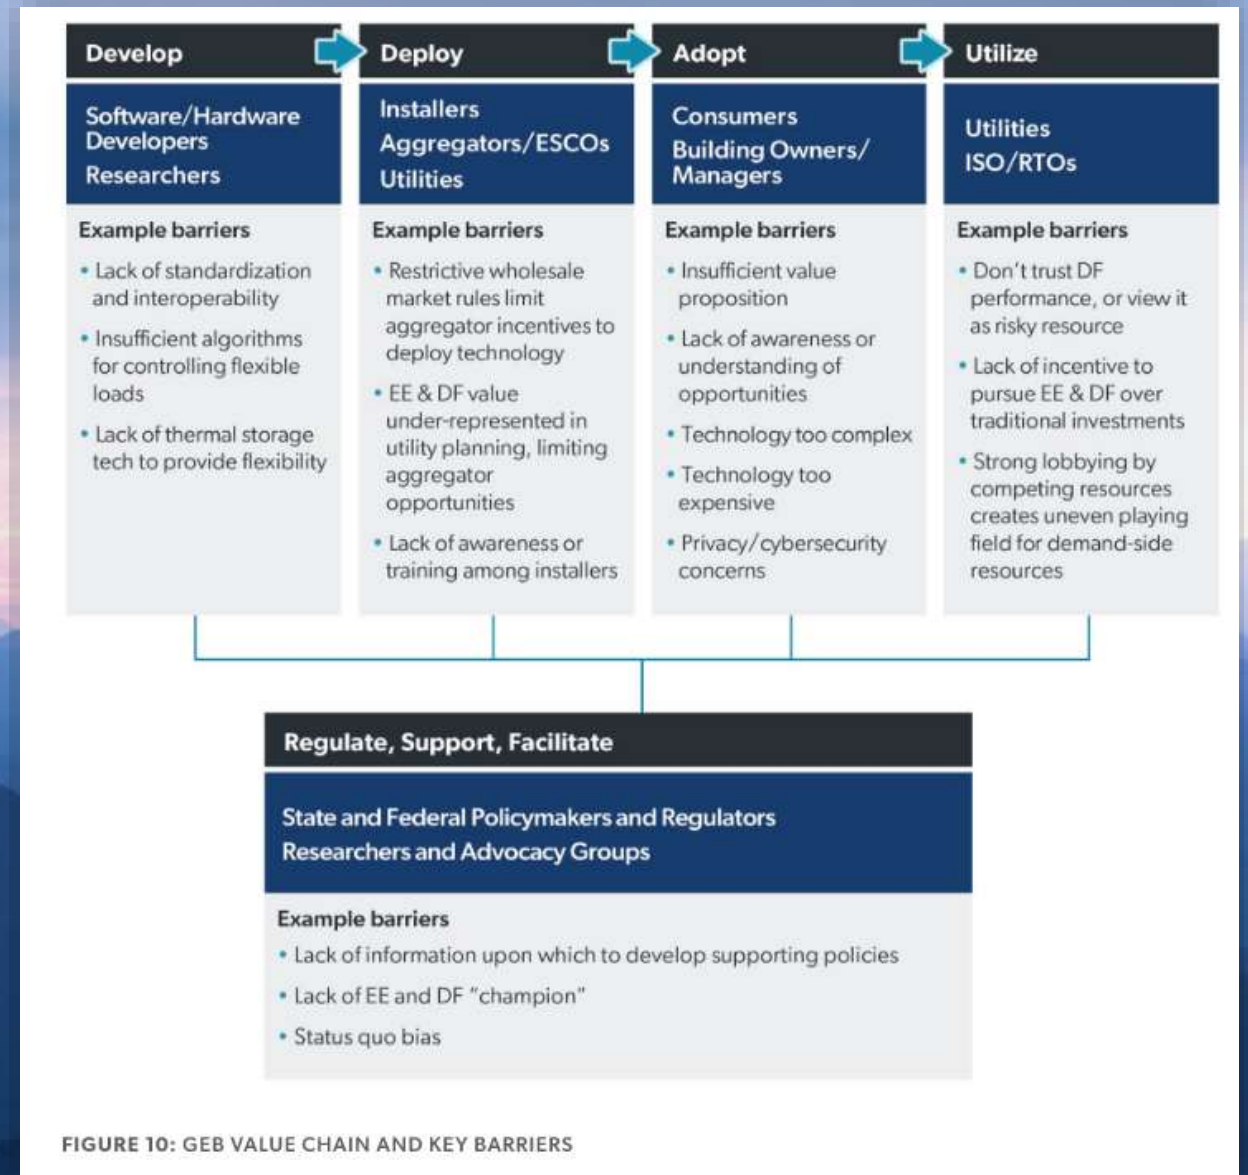 Develop
Deploy
Adopt
Utilize
Software/Hardware
Developers
Researchers
Installers
Aggregators/ESCOs
Utilities
Consumers
Building Owners/
Managers
Utilities
ISO/RTOs
Example barriers
• Lack of standardization
and interoperability
• Insufficient algorithms
for controlling flexible
loads
• Lack of thermal storage
tech to provide flexibility
Example barriers
• Restrictive wholesale
market rules limit
aggregator incentives to
deploy technology
• EE & DF value
under-represented in
utility planning, limiting
aggregator
opportunities
• Lack of awareness or
training among installers
Example barriers
• Insufficient value
proposition
• Lack of awareness or
understanding of
opportunities
• Technology too complex
• Technology too
expensive
• Privacy/cybersecurity
concerns
Example barriers
• Don't trust DF
performance, or view it
as risky resource
• Lack of incentive to
pursue EE & DF over
traditional investments
• Strong lobbying by
competing resources
creates uneven playing
field for demand-side
resources
Regulate, Support, Facilitate
State and Federal Policymakers and Regulators
Researchers and Advocacy Groups
Example barriers
• Lack of information upon which to develop supporting policies
• Lack of EE and DF "champion"
• Status quo bias
FIGURE 10: GEB VALUE CHAIN AND KEY BARRIERS